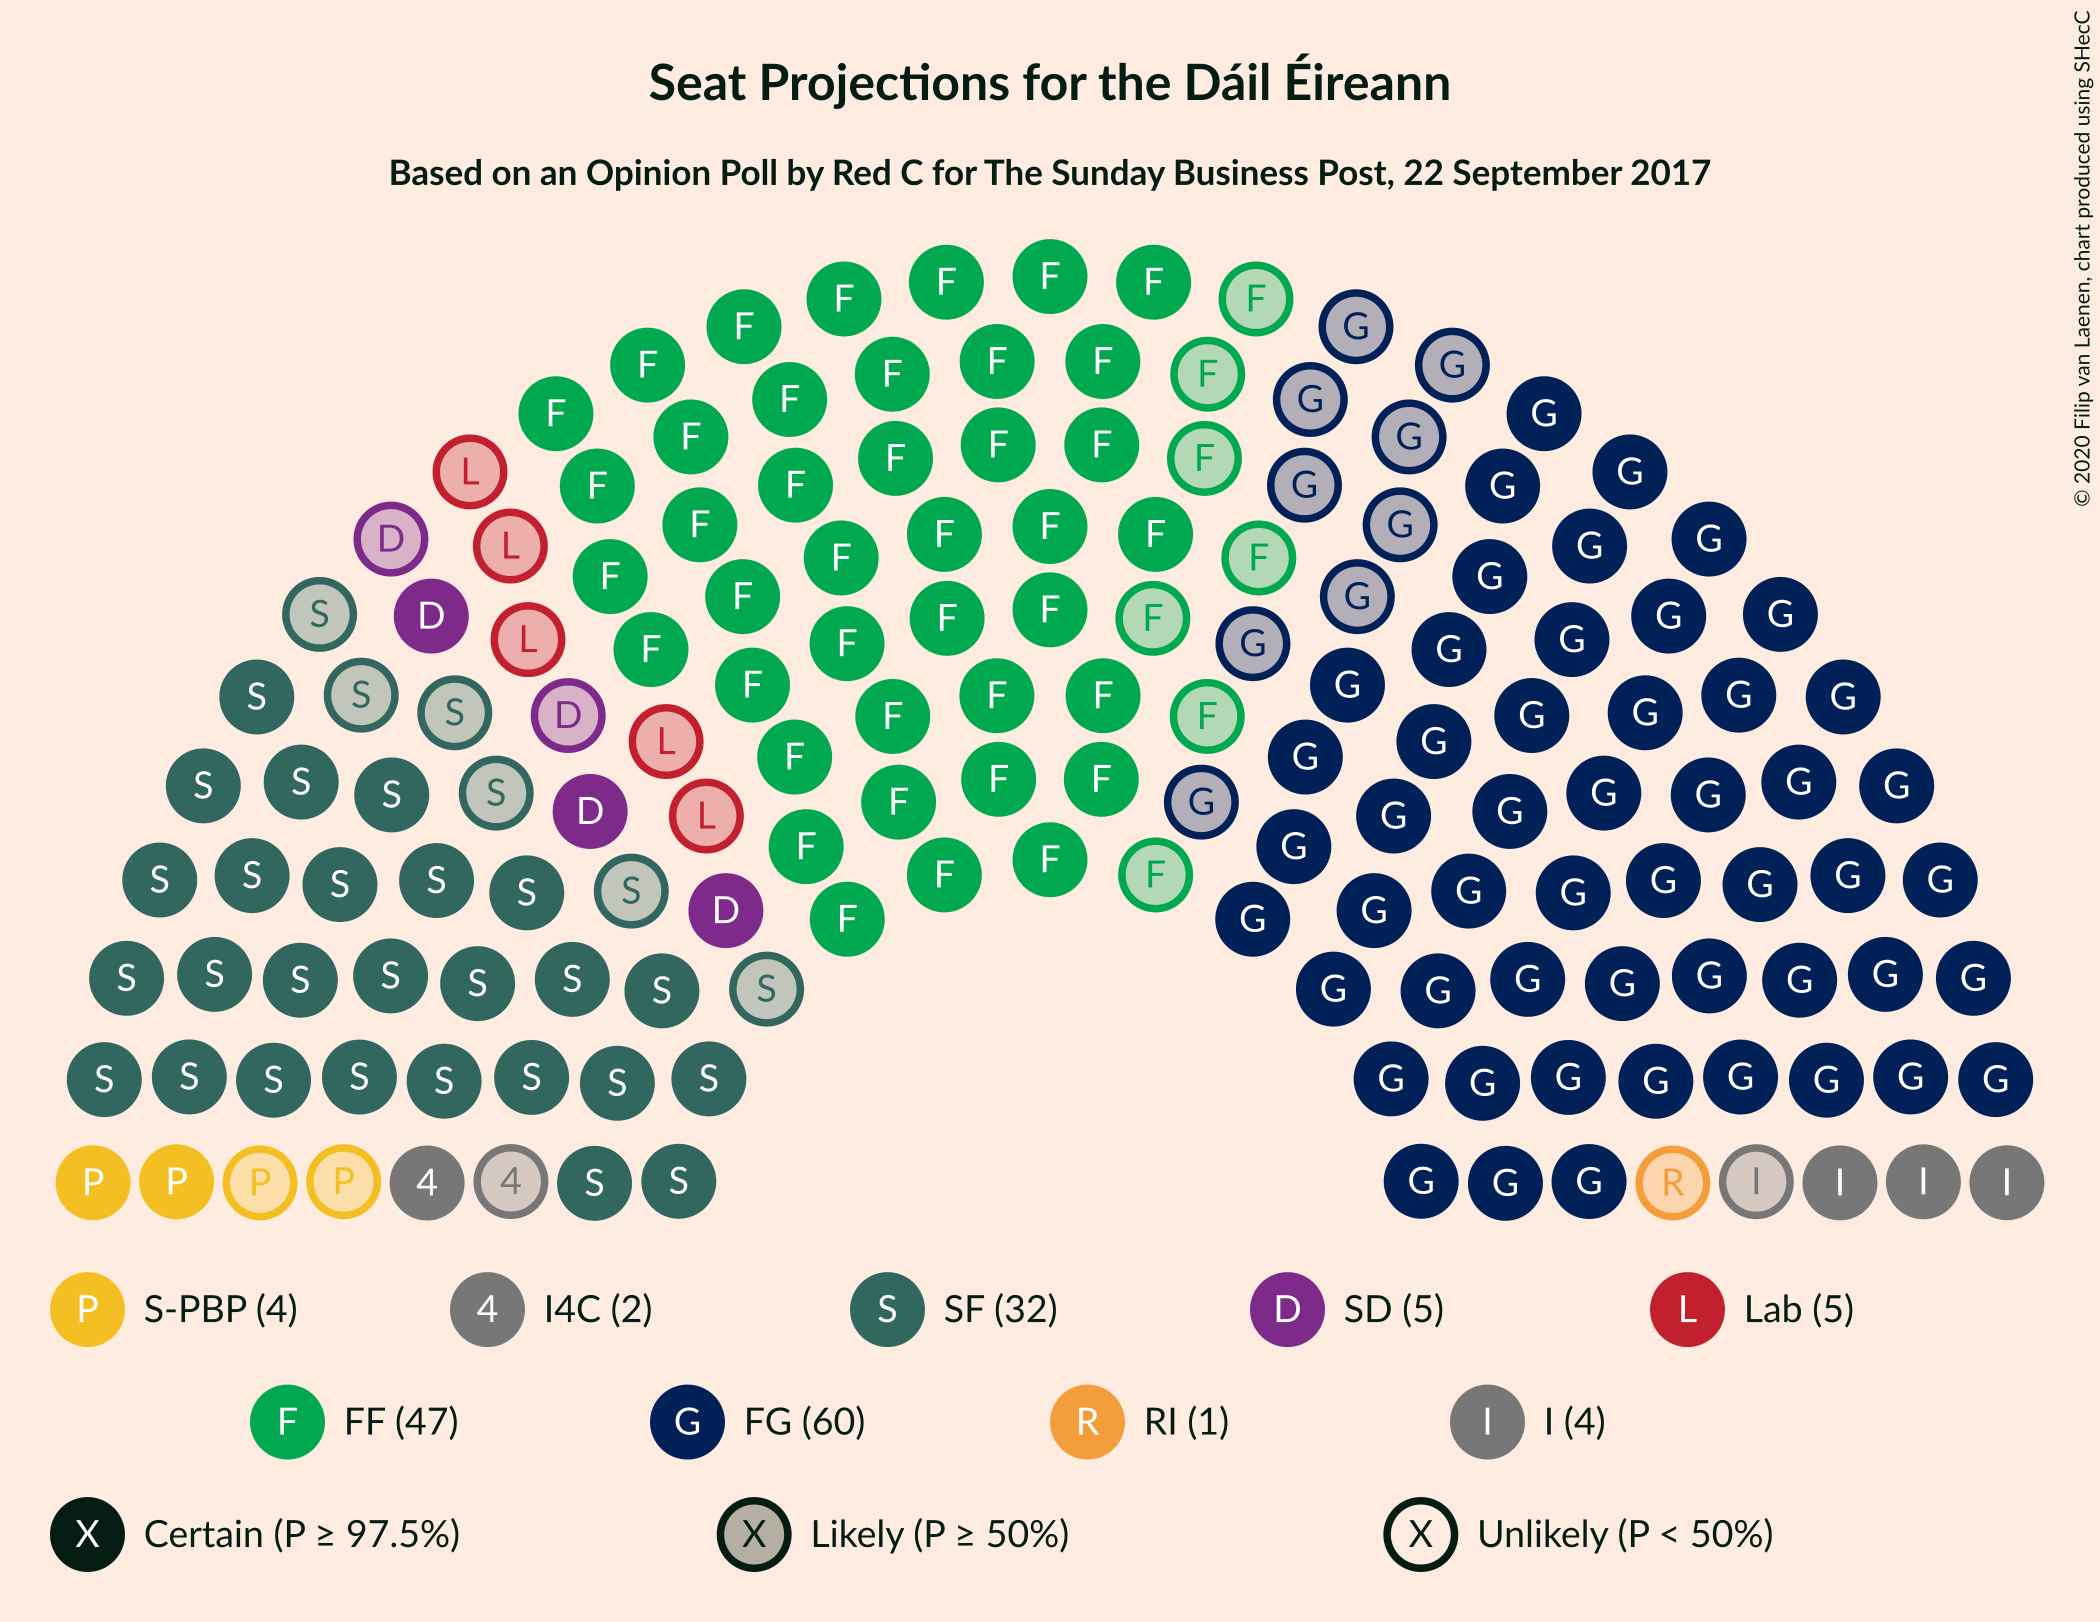 Seat Projections for the Dáil Éireann
Based on an Opinion Poll by Red C for The Sunday Business Post, 22 September 2017
© 2020 Filip van Laenen, chart produced using SHecC
F F F F F
F G
F F F F F G
F F G G
F F F F F G
L F F G G G
D L F F F F F F G G G
S D F F F F F G G G G
L F F G G G
S S S D F F F F F G G G G G
L F G G
S S S S D L F F F G G G G G G G
F G
S S S S S S D F F F F G G G G G G G G
S S S S S S S S G G G G G G G G
S S S S S S S S G G G G G G G G
P P P P 4 4 S S G G G R I I I I
P S-PBP (4) 4 I4C (2) S SF (32) D SD (5) L Lab (5)
F FF (47) G FG (60) R RI (1) I I (4)
X Certain (P ≥ 97.5%) X Likely (P ≥ 50%) X Unlikely (P < 50%)